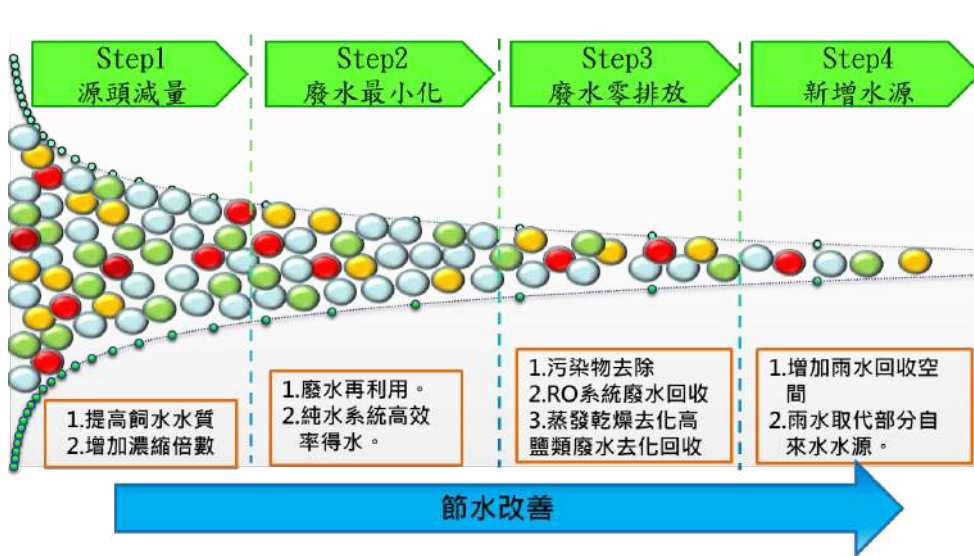 Step1
源頭減量
Step2
廢水最小化
Step3
廢水零排放
Step4
新增水源
1.提高飼水水質
2.增加濃縮倍數
1.廢水再利用。
2.純水系統高效
率得水。
1.污染物去除
2.RO系統廢水回收
3.蒸發乾燥去化高
鹽類廢水去化回收
1.增加雨水回收空
間
2.雨水取代部分自
來水水源。
節水改善